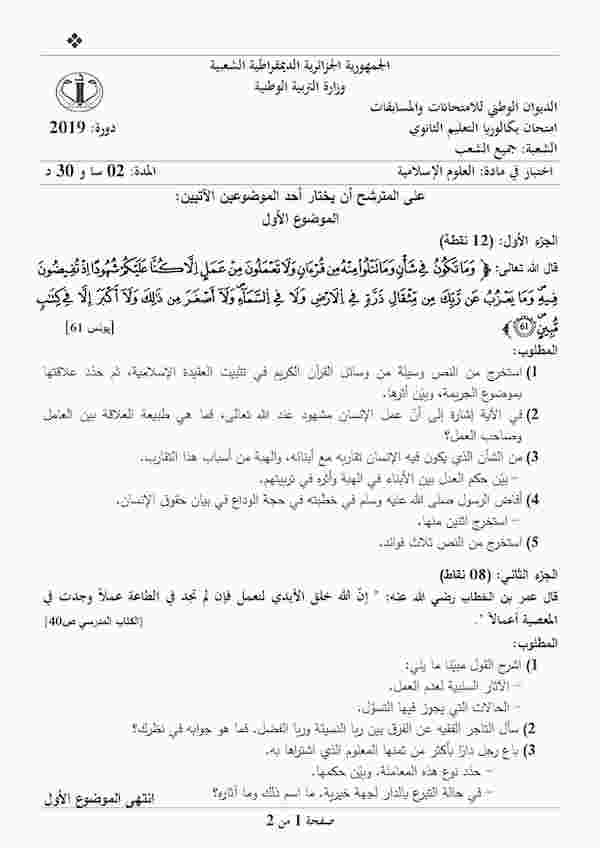 ❖
الجمهورية الجزائرية الديمقراطية الشعبية
وزارة التربية الوطنية
الديوان الوطني للامتحانات والمسابقات
امتحان بكالوريا التعليم الثانوي
دورة: 2019
الشعبة: جميع الشعب
اختبار في مادة: العلوم الإسلامية
المدة: 02 سا و 30 د
على المترشح أن يختار أحد الموضوعين الآتيين:
الموضوع الأول
الجزء الأول: (12 نقطة)
قال الله تعالى: ﴿ وَمَا تَكُونُ فِي شَأْنٍ وَمَا تَتْلُواْ مِنْهُ مِن قُرْءَانٍ وَلَا تَعْمَلُونَ مِنْ عَمَلٍ اِلَّا كُنَّا عَلَيْكُمْ شُهُودًا اِذْ تُفِيضُونَ
فِيهِ وَمَا يَعْزُبُ عَن رَّبِّكَ مِن مِّثْقَالِ ذَرَّةٍ فِي اِلَارْضِ وَلَا فِي اِلسَّمَآءِ وَلَآ أَصْغَرَ مِن ذَٰلِكَ وَلَآ أَكْبَرَ إِلَّا فِي كِتَٰبٍ
مُّبِينٍ 61 ﴾ [يونس 61]
المطلوب:
1) استخرج من النص وسيلة من وسائل القرآن الكريم في تثبيت العقيدة الإسلامية، ثم حدّد علاقتها
بموضوع الجريمة، وبيّن أثرها.
2) في الآية إشارة إلى أنّ عمل الإنسان مشهود عند الله تعالى، فما هي طبيعة العلاقة بين العامل
وصاحب العمل؟
3) من الشأن الذي يكون فيه الإنسان تقاربه مع أبنائه، والهبة من أسباب هذا التقارب.
– بيّن حكم العدل بين الأبناء في الهبة وأثره في تربيتهم.
4) أفاض الرسول صلى الله عليه وسلم في خطبته في حجة الوداع في بيان حقوق الإنسان.
– استخرج اثنين منها.
5) استخرج من النص ثلاث فوائد.
الجزء الثاني: (08 نقاط)
قال عمر بن الخطاب رضي الله عنه: " إنّ الله خلق الأيدي لتعمل فإن لم تجد في الطاعة عملاً وجدت في
المعصية أعمالاً ". [الكتاب المدرسي ص40]
المطلوب:
1) اشرح القول مبيّنا ما يلي:
– الآثار السلبية لعدم العمل.
– الحالات التي يجوز فيها التسوّل.
2) سأل التاجر الفقيه عن الفرق بين ربا النسيئة وربا الفضل. فما هو جوابه في نظرك؟
3) باع رجل دارًا بأكثر من ثمنها المعلوم الذي اشتراها به.
– حدّد نوع هذه المعاملة. وبيّن حكمها.
– في حالة التبرع بالدار لجهة خيرية. ما اسم ذلك وما آثاره؟
انتهى الموضوع الأول
صفحة 1 من 2